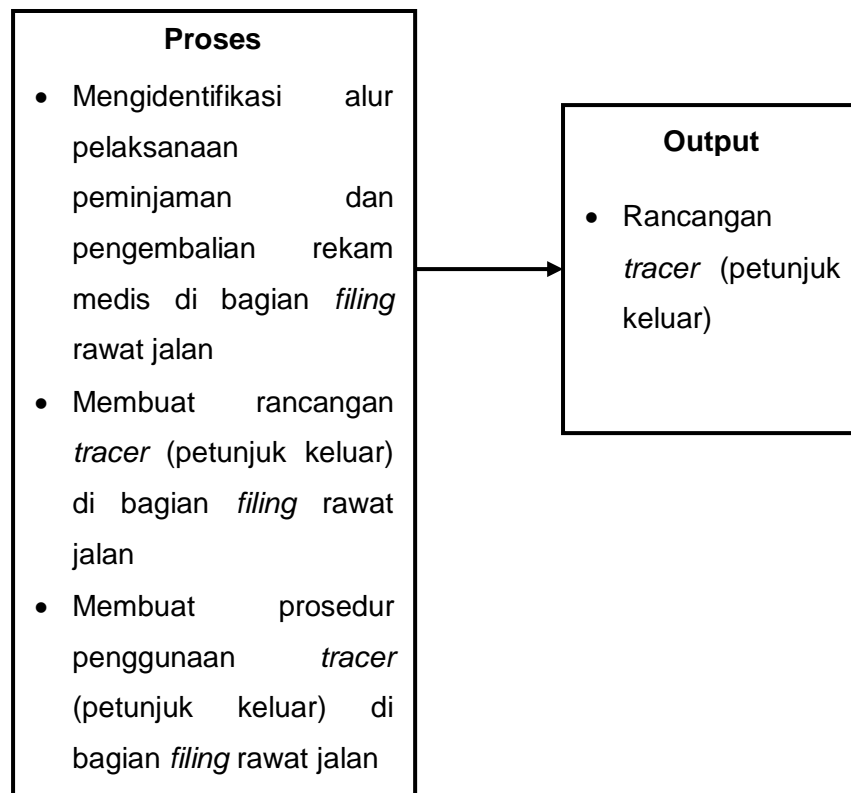 Proses
• Mengidentifikasi alur
pelaksanaan
peminjaman dan
pengembalian rekam
medis di bagian filing
rawat jalan
• Membuat rancangan
tracer (petunjuk keluar)
di bagian filing rawat
jalan
• Membuat prosedur
penggunaan tracer
(petunjuk keluar) di
bagian filing rawat jalan
Output
• Rancangan
tracer (petunjuk
keluar)